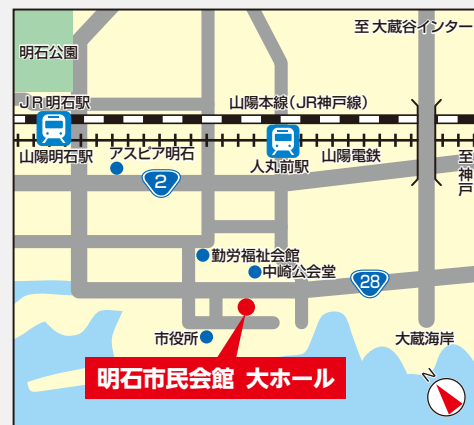 至 大蔵谷インター
明石公園
JR明石駅
山陽本線（JR神戸線）
山陽明石駅
アスピア明石
人丸前駅
山陽電鉄
至神戸
2
勤労福祉会館
中崎公会堂
28
市役所
大蔵海岸
明石市民会館 大ホール
N